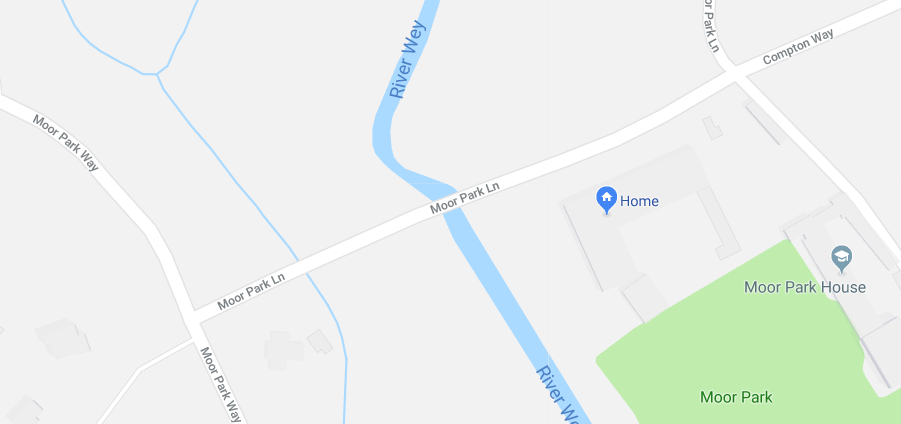 or Park Ln
Compton Way
River Wey
Moor Park Way
Moor Park Ln
Home
Moor Park Ln
Moor Park House
Moor Park Way
River We
Moor Park